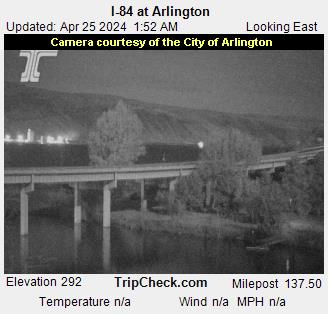 I-84 at Arlington
Updated: Apr 25 2024 1:52 AM Looking East
Camera courtesy of the City of Arlington
Elevation 292 TripCheck.com Milepost 137.50
Temperature n/a Wind n/a MPH n/a